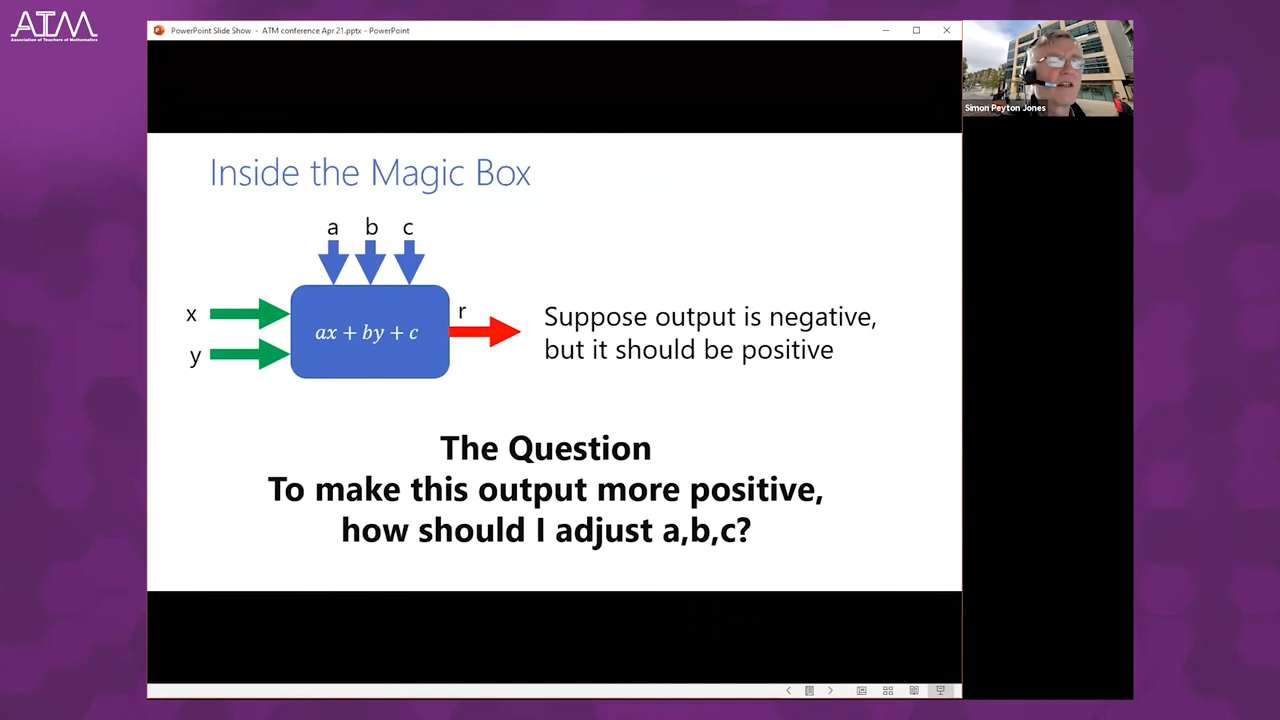 ATM
Association of Teachers of Mathematics
PowerPoint Slide Show - ATM conference Apr 21.pptx - PowerPoint
Simon Peyton Jones
Inside the Magic Box
a b c
x
y
ax + by + c
r
Suppose output is negative,
but it should be positive
The Question
To make this output more positive,
how should I adjust a,b,c?